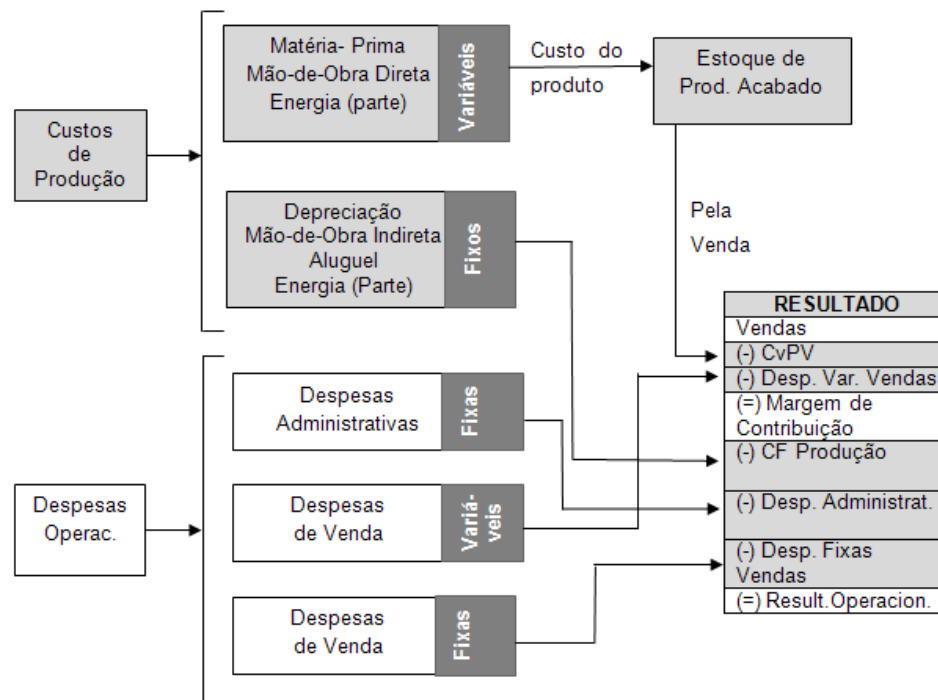 Custos
de
Produção
Matéria- Prima
Mão-de-Obra Direta
Energia (parte)
Variáveis
Custo do
produto
Estoque de
Prod. Acabado
Depreciação
Mão-de-Obra Indireta
Aluguel
Energia (Parte)
Fixos
Pela
Venda
Despesas
Operac.
Despesas
Administrativas
Fixas
Despesas
de Venda
Variá-
veis
Despesas
de Venda
Fixas
RESULTADO
Vendas
(-) CvPV
(-) Desp. Var. Vendas
(=) Margem de
Contribuição
(-) CF Produção
(-) Desp. Administrat.
(-) Desp. Fixas
Vendas
(=) Result.Operacion.